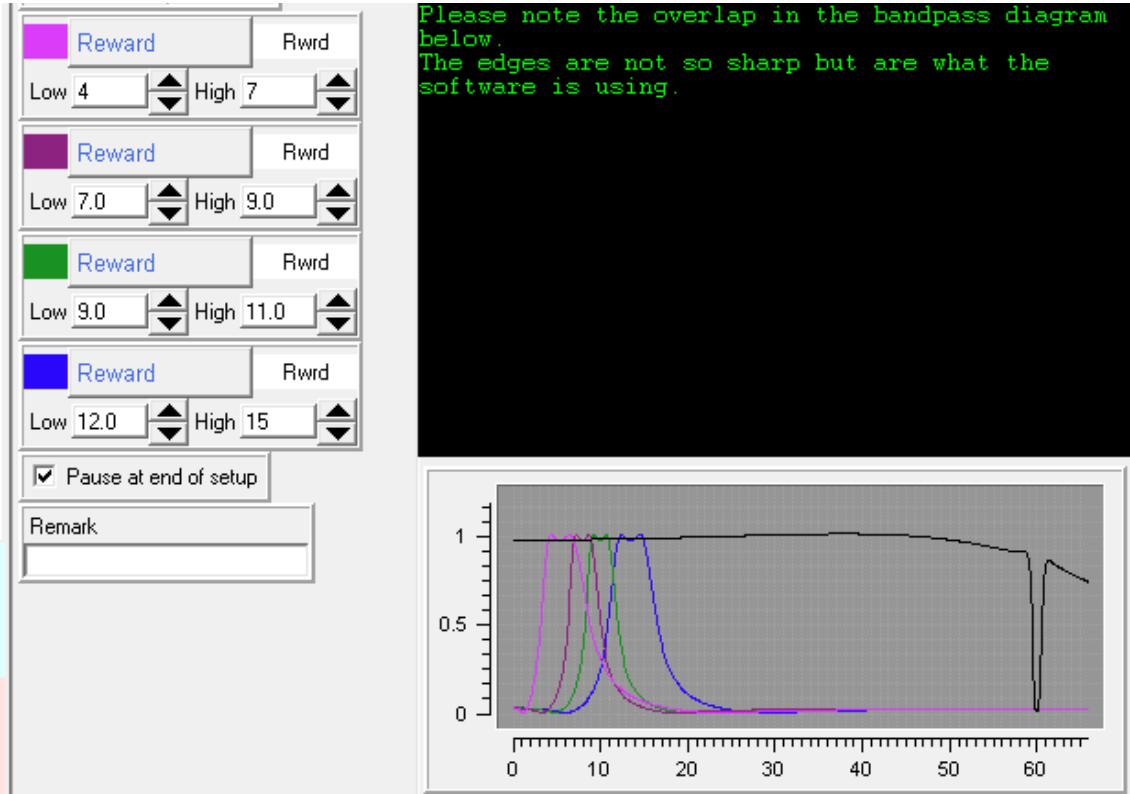 Reward Rwrd
Low 4 High 7
Reward Rwrd
Low 7.0 High 9.0
Reward Rwrd
Low 9.0 High 11.0
Reward Rwrd
Low 12.0 High 15
Pause at end of setup
Remark
Please note the overlap in the bandpass diagram
below.
The edges are not so sharp but are what the
software is using.
1
0.5
0
0 10 20 30 40 50 60